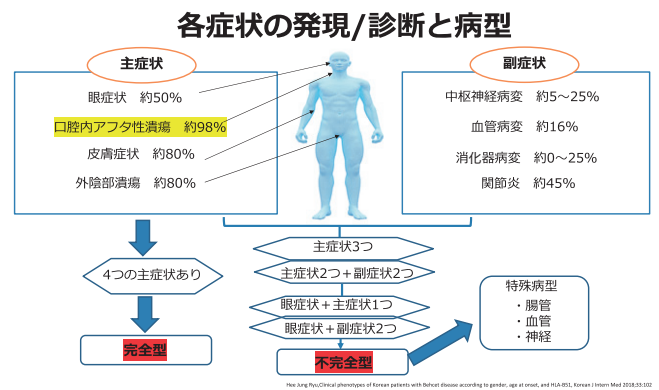 各症状の発現/診断と病型
主症状
眼症状　約50%
口腔内アフタ性潰瘍　約98%
皮膚症状　約80%
外陰部潰瘍　約80%
副症状
中枢神経病変　約5～25%
血管病変　約16%
消化器病変　約0～25%
関節炎　約45%
4つの主症状あり
完全型
主症状3つ
主症状2つ＋副症状2つ
眼症状＋主症状1つ
眼症状＋副症状2つ
不完全型
特殊病型
・腸管
・血管
・神経
Hee Jung Ryu,Clinical phenotypes of Korean patients with Behcet disease according to gender, age at onset, and HLA-B51, Korean J Intern Med 2018;33:102